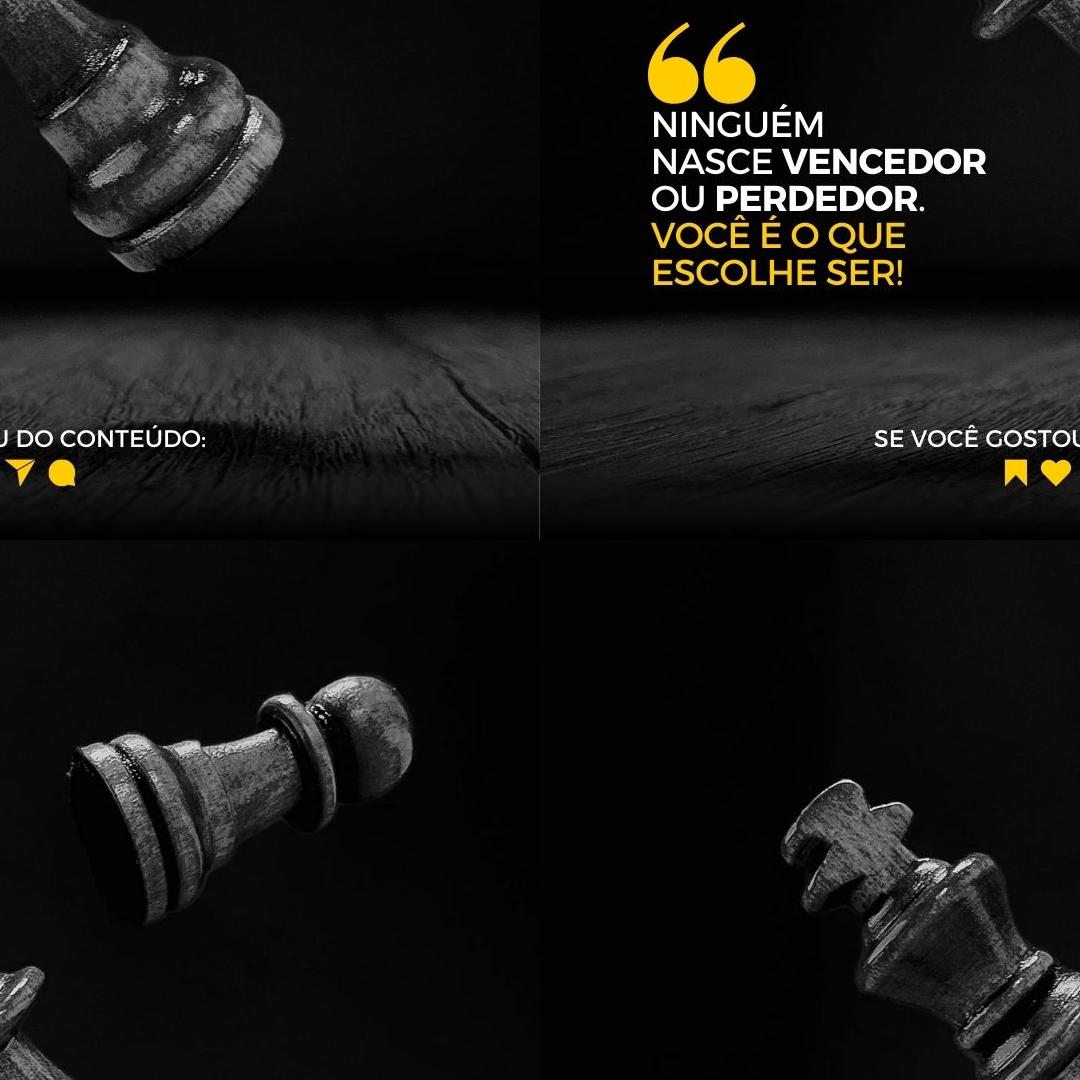 NINGUÉM
NASCE VENCEDOR
OU PERDEDOR.
VOCÊ É O QUE
ESCOLHE SER!
U DO CONTEÚDO:
SE VOCÊ GOSTOU